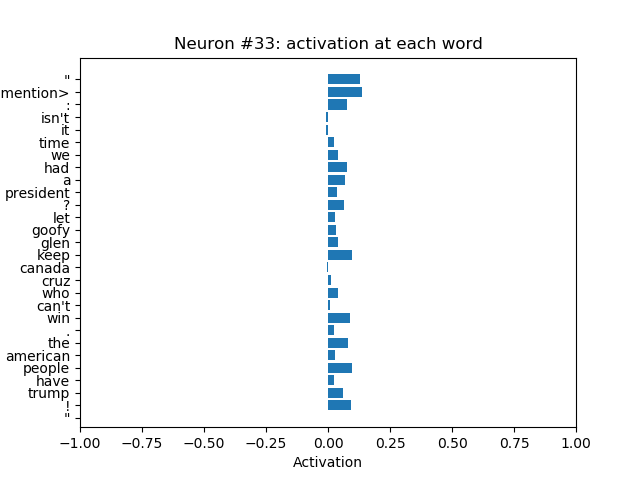 Neuron #33: activation at each word
"
mention>
:
isn't
it
time
we
had
a
president
?
let
goofy
glen
keep
canada
cruz
who
can't
win
.
the
american
people
have
trump
!
"
−1.00 −0.75 −0.50 −0.25 0.00 0.25 0.50 0.75 1.00
Activation